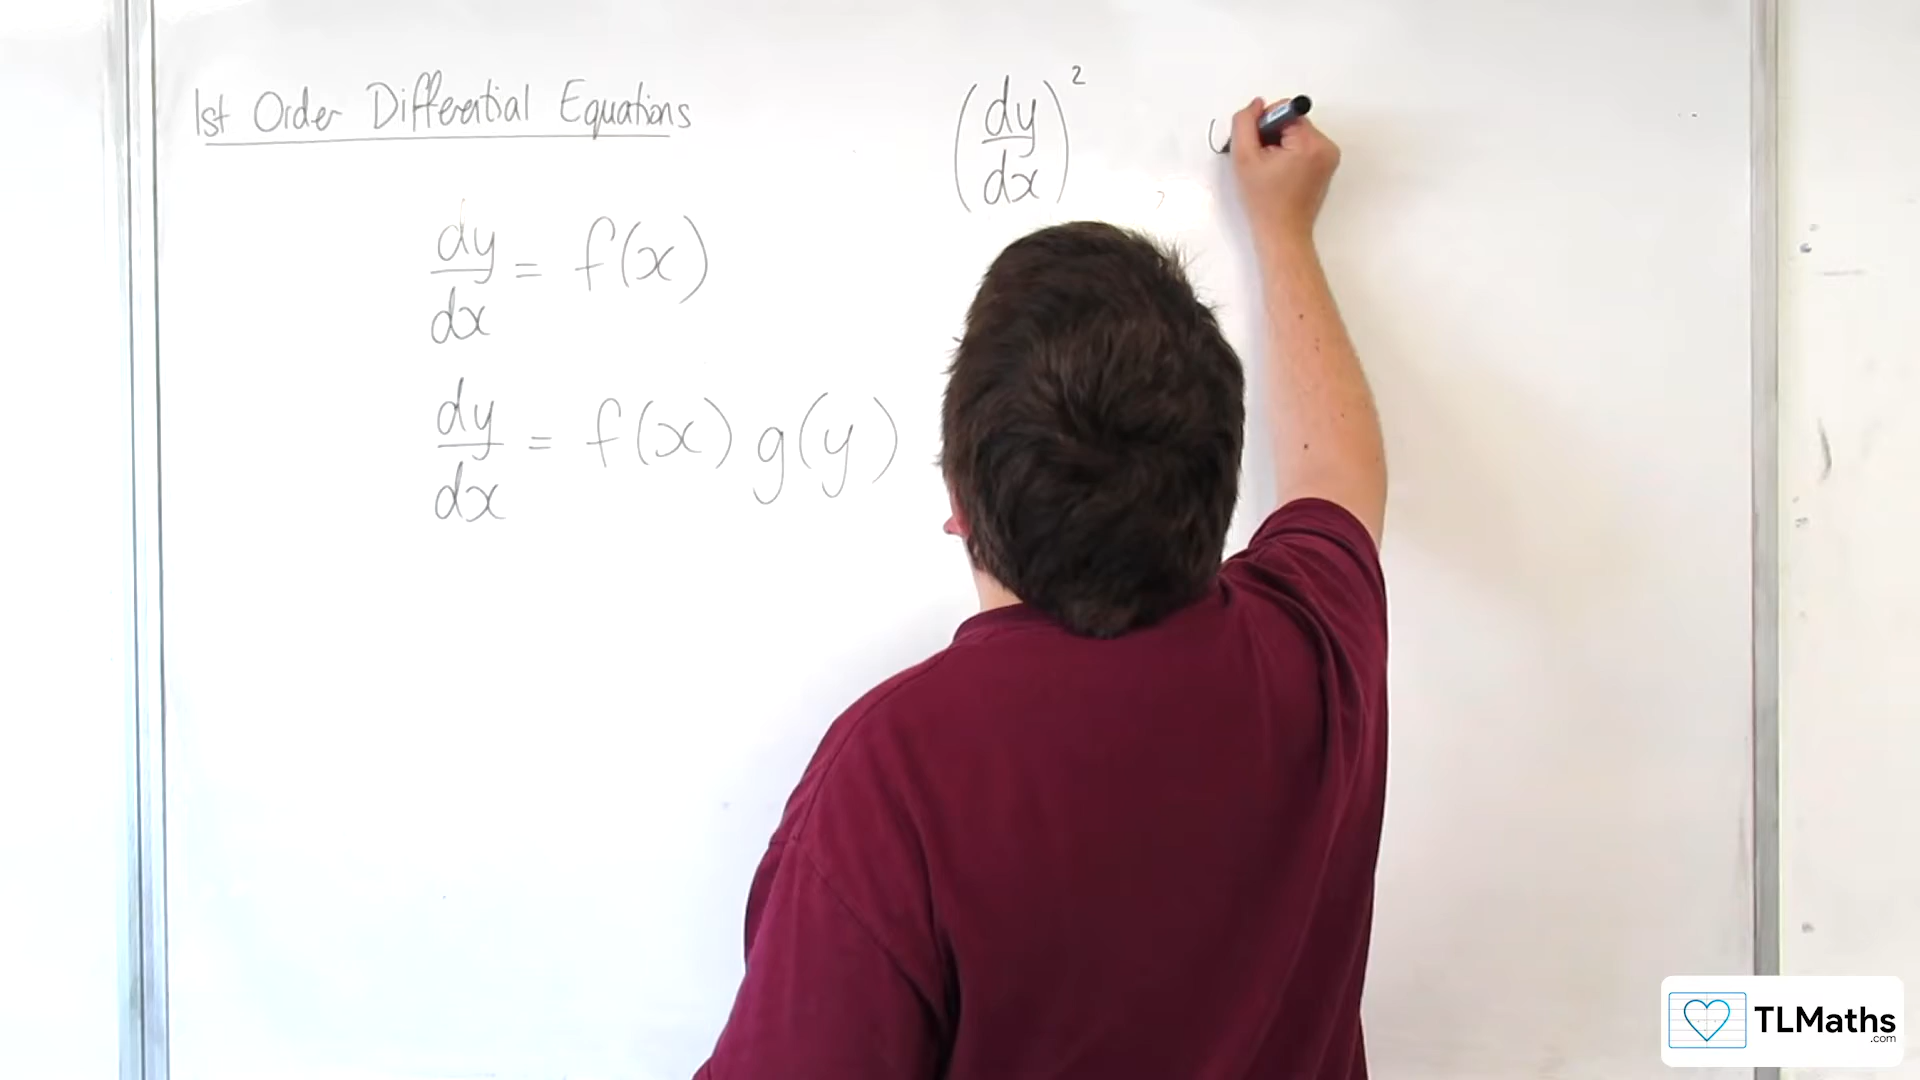 1st Order Differential Equations
dy/dx = f(x)
dy/dx = f(x) g(y)
(dy/dx)²
TLMaths
.com